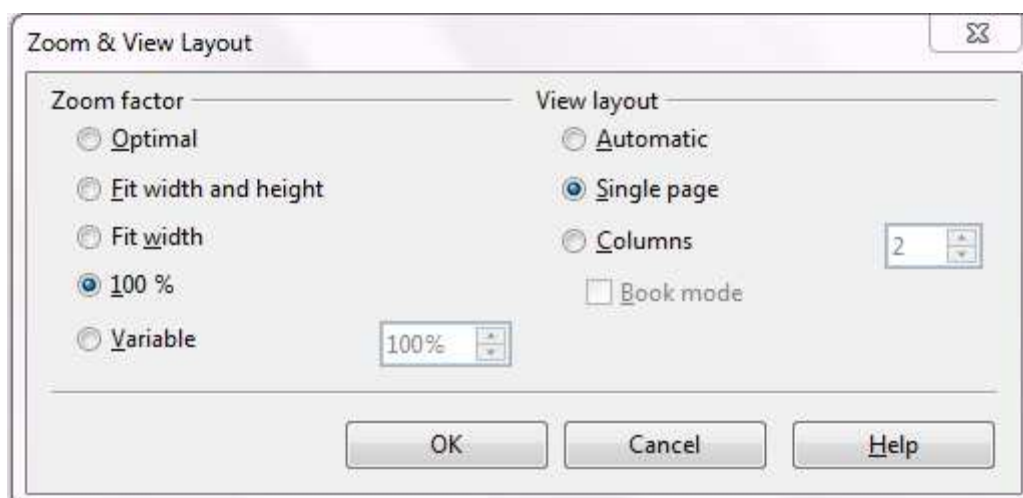 Zoom & View Layout
Zoom factor
Optimal
Fit width and height
Fit width
100 %
Variable
100%
View layout
Automatic
Single page
Columns
2
Book mode
OK
Cancel
Help